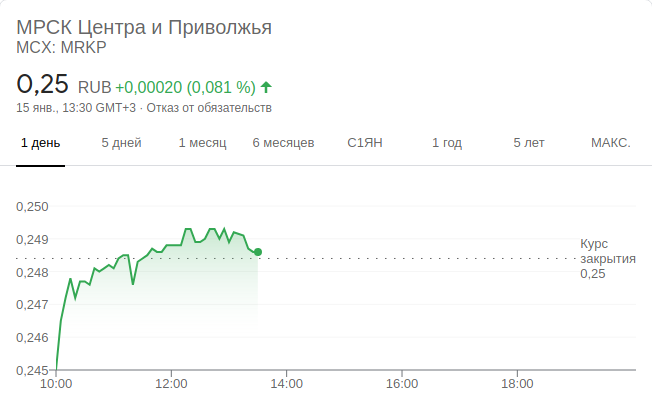 МРСК Центра и Приволжья
MCX: MRKP
0,25 RUB +0,00020 (0,081 %)
15 янв., 13:30 GMT+3 · Отказ от обязательств
1 день 5 дней 1 месяц 6 месяцев С1ЯН 1 год 5 лет МАКС.
0,250
0,249
0,248
0,247
0,246
0,245
Курс
закрытия
0,25
10:00 12:00 14:00 16:00 18:00